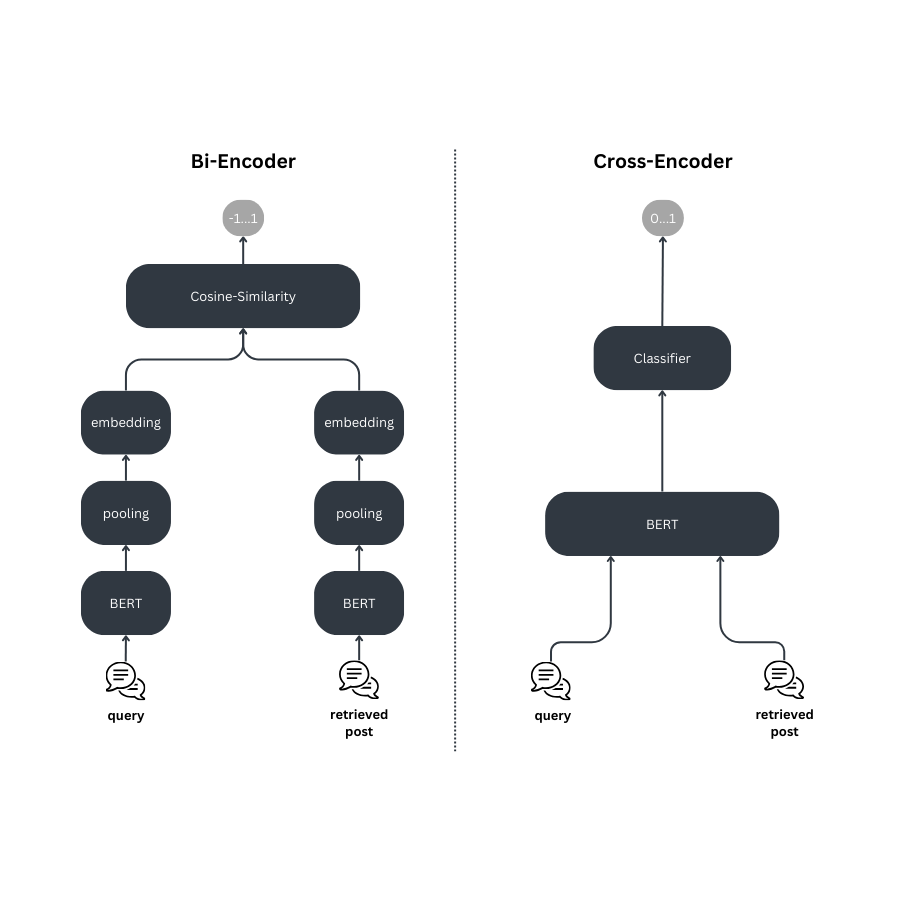 Bi-Encoder
-1...1
Cosine-Similarity
embedding
embedding
pooling
pooling
BERT
BERT
query
retrieved
post
Cross-Encoder
0...1
Classifier
BERT
query
retrieved
post